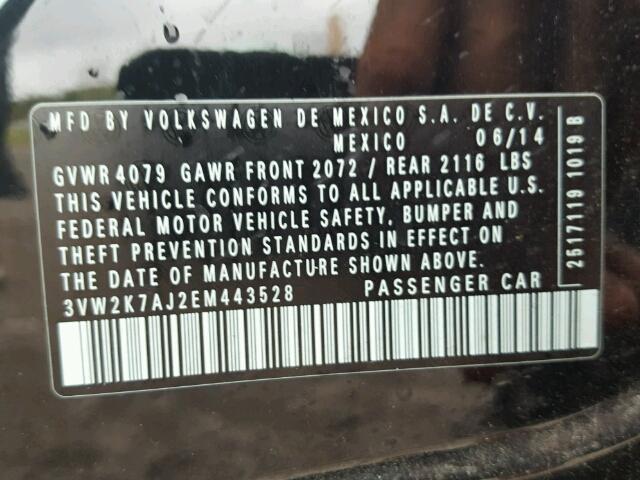 MFD BY VOLKSWAGEN DE MEXICO S.A. DE C.V.
MEXICO 06/14
GVWR 4079 GAWR FRONT 2072 / REAR 2116 LBS
THIS VEHICLE CONFORMS TO ALL APPLICABLE U.S.
FEDERAL MOTOR VEHICLE SAFETY, BUMPER AND
THEFT PREVENTION STANDARDS IN EFFECT ON
THE DATE OF MANUFACTURE SHOWN ABOVE.
3VW2K7AJ2EM443528 PASSENGER CAR
2517119 1019 B